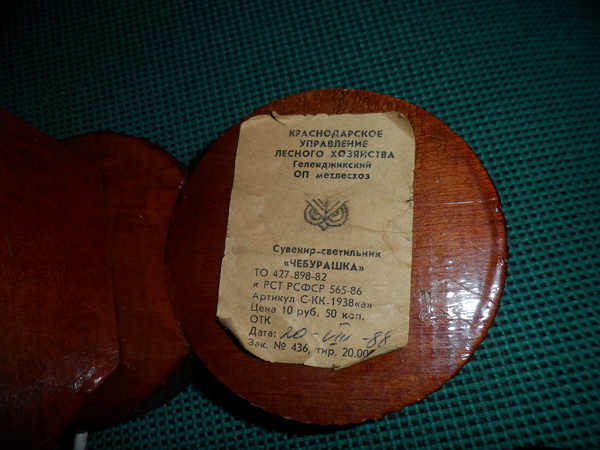 КРАСНОДАРСКОЕ
УПРАВЛЕНИЕ
ЛЕСНОГО ХОЗЯЙСТВА
Геленджикский
ОП мехлесхоз
Сувенир-светильник
«ЧЕБУРАШКА»
ТО 427-898-82
к РСТ РСФСР 565-86
Артикул С-КК-1938«а»
Цена 10 руб. 50 коп.
ОТК
Дата: 20-VIII-88
Зак. № 436, тир. 20.00